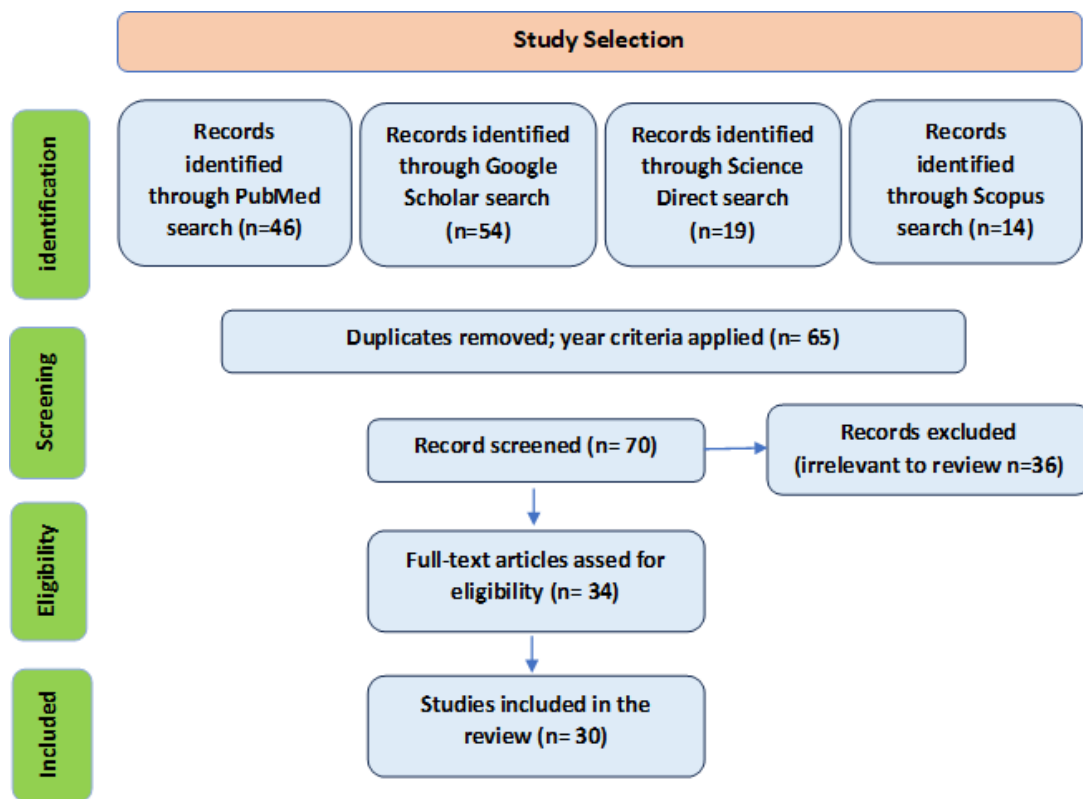 Study Selection
identification
Records
identified
through PubMed
search (n=46)
Records identified
through Google
Scholar search
(n=54)
Records identified
through Science
Direct search
(n=19)
Records
identified
through Scopus
search (n=14)
Screening
Duplicates removed; year criteria applied (n= 65)
Record screened (n= 70)
Records excluded
(irrelevant to review n=36)
Eligibility
Full-text articles assed for
eligibility (n= 34)
Included
Studies included in the
review (n= 30)